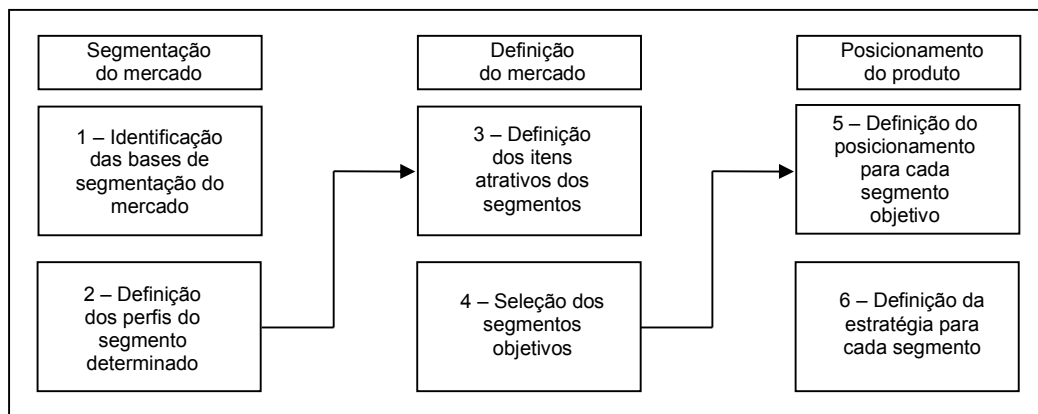 Segmentação
do mercado
Definição
do mercado
Posicionamento
do produto
1 – Identificação
das bases de
segmentação do
mercado
2 – Definição
dos perfis do
segmento
determinado
3 – Definição
dos itens
atrativos dos
segmentos
4 – Seleção dos
segmentos
objetivos
5 – Definição do
posicionamento
para cada
segmento
objetivo
6 – Definição da
estratégia para
cada segmento